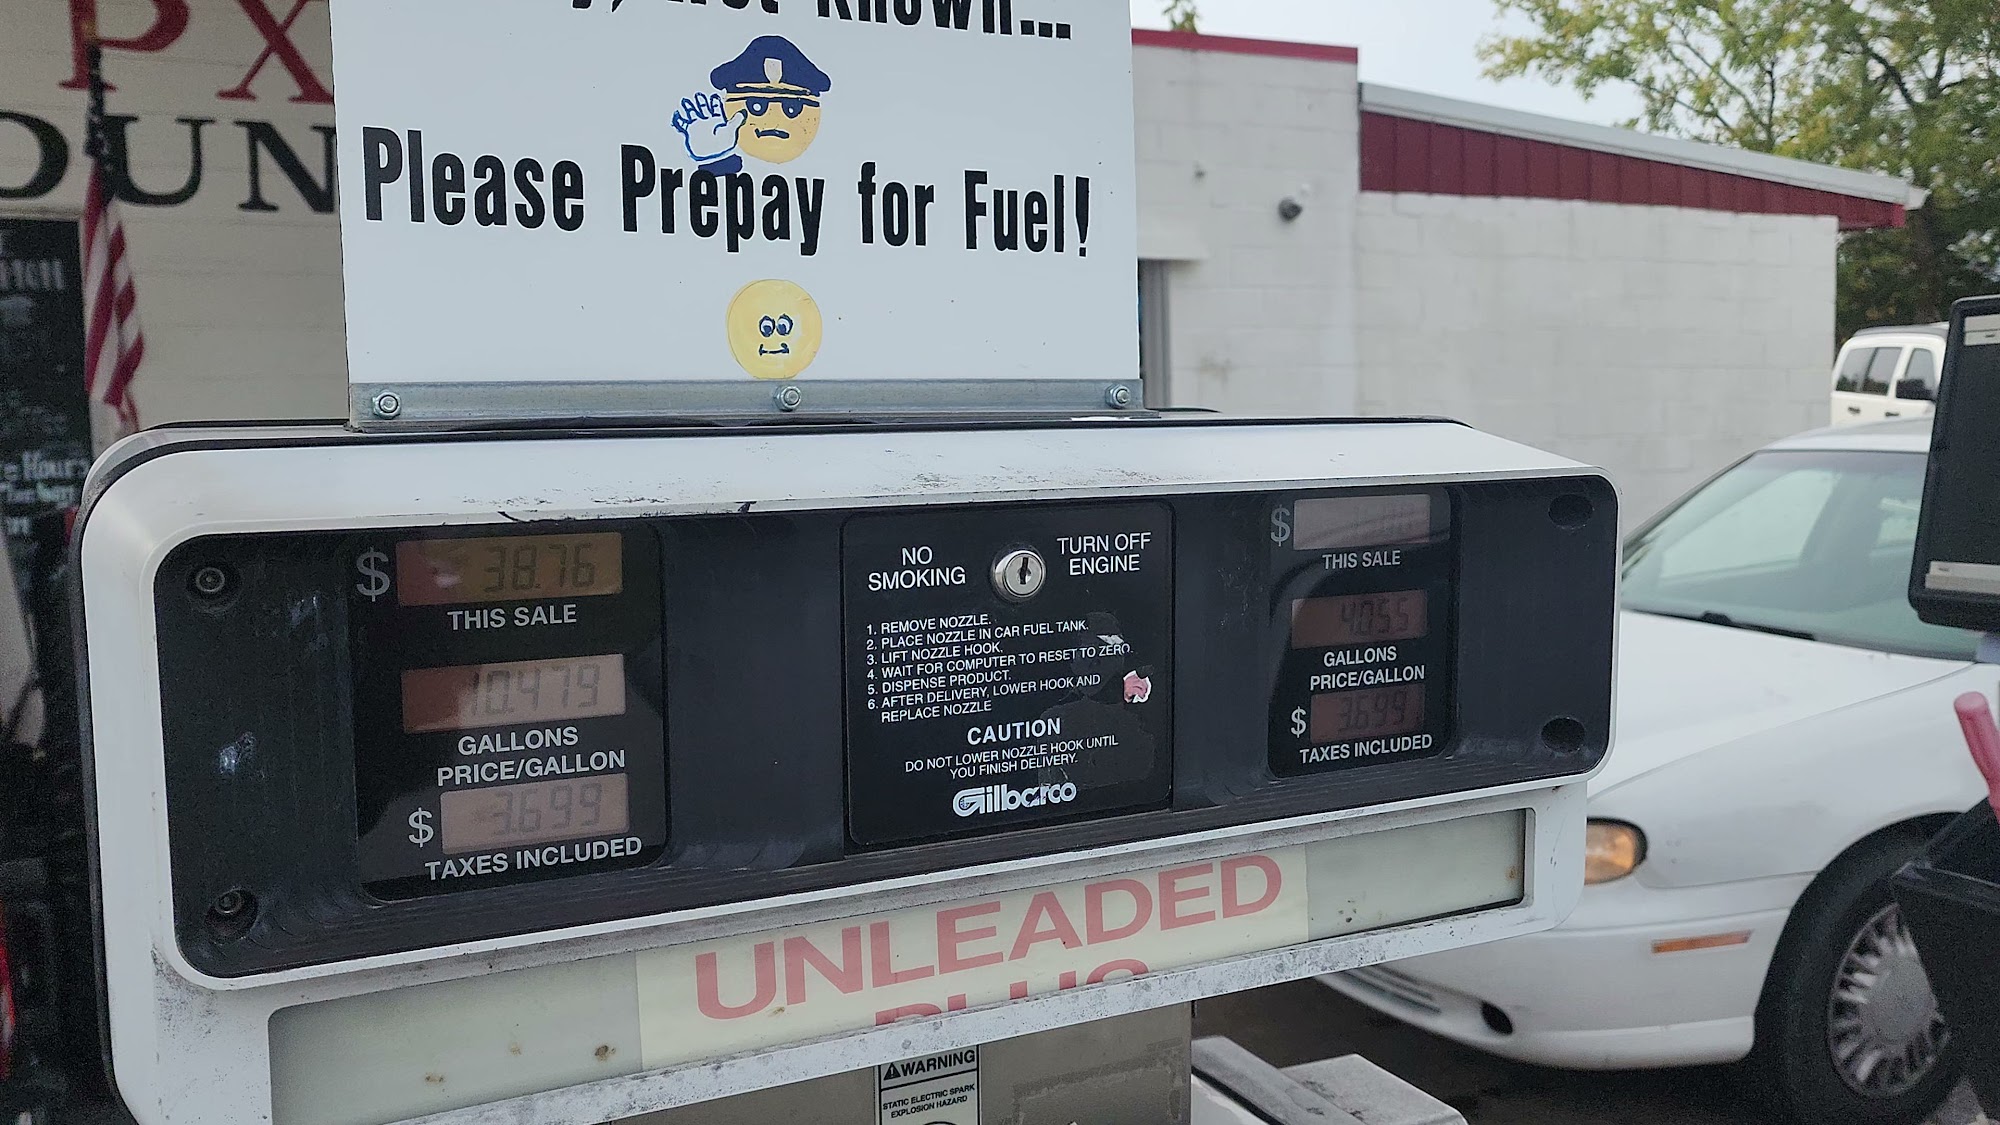 Known...
Please Prepay for Fuel!
PX
OUN
$ 38.76
THIS SALE
10.479
GALLONS
PRICE/GALLON
$ 3.699
TAXES INCLUDED
NO
SMOKING
TURN OFF
ENGINE
1. REMOVE NOZZLE.
2. PLACE NOZZLE IN CAR FUEL TANK.
3. LIFT NOZZLE HOOK.
4. WAIT FOR COMPUTER TO RESET TO ZERO.
5. DISPENSE PRODUCT.
6. AFTER DELIVERY, LOWER HOOK AND
REPLACE NOZZLE
CAUTION
DO NOT LOWER NOZZLE HOOK UNTIL
YOU FINISH DELIVERY.
Gilbarco
$
THIS SALE
4.055
GALLONS
PRICE/GALLON
$ 3.699
TAXES INCLUDED
UNLEADED
PLUS
WARNING
STATIC ELECTRIC SPARK
EXPLOSION HAZARD